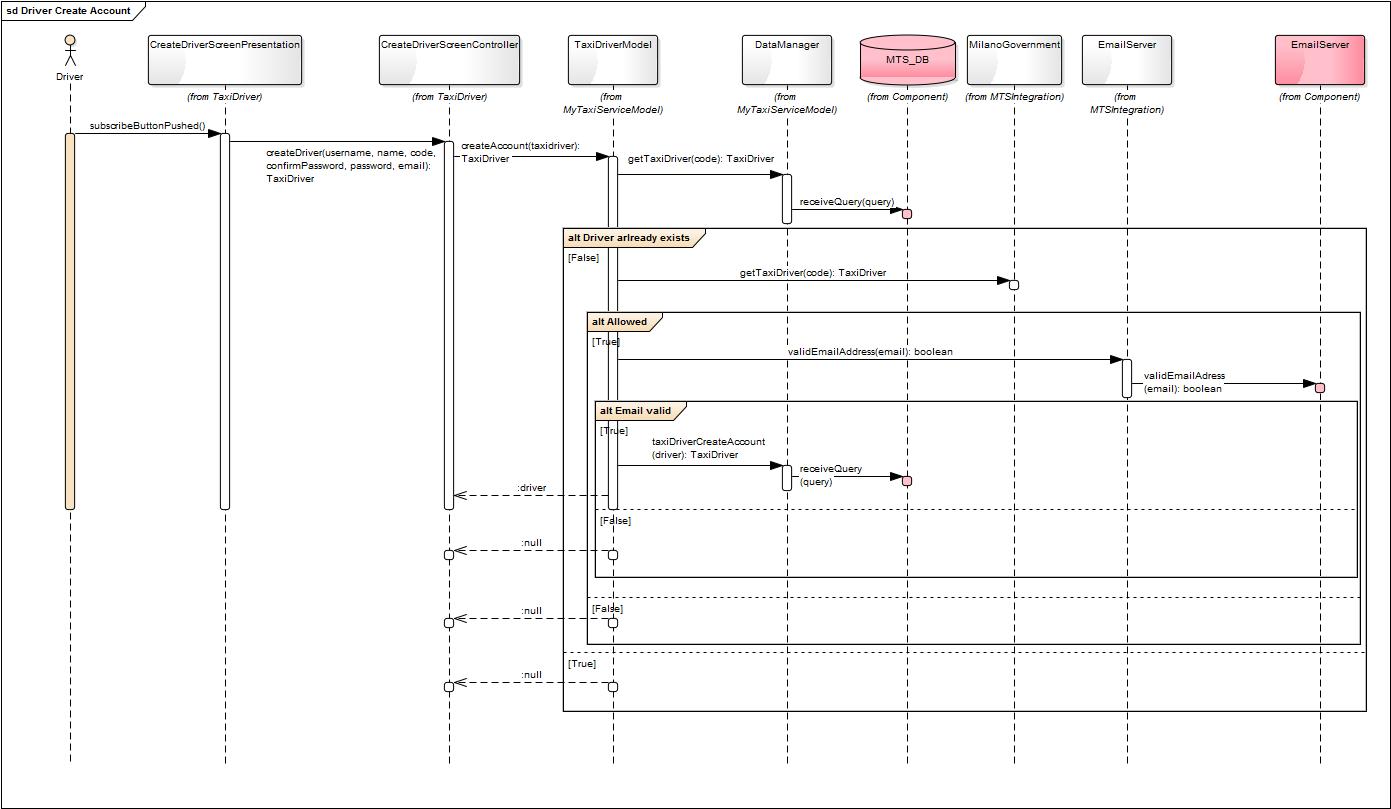 sd Driver Create Account
Driver
CreateDriverScreenPresentation
(from TaxiDriver)
CreateDriverScreenController
(from TaxiDriver)
TaxiDriverModel
(from
MyTaxiServiceModel)
DataManager
(from
MyTaxiServiceModel)
MTS_DB
(from Component)
MilanoGovernment
(from MTSIntegration)
EmailServer
(from
MTSIntegration)
EmailServer
(from Component)
subscribeButtonPushed()
createDriver(username, name, code,
confirmPassword, password, email):
TaxiDriver
createAccount(taxidriver):
TaxiDriver
getTaxiDriver(code): TaxiDriver
receiveQuery(query)
alt Driver arlready exists
[False]
getTaxiDriver(code): TaxiDriver
alt Allowed
[True]
validEmailAddress(email): boolean
validEmailAdress
(email): boolean
alt Email valid
[True]
taxiDriverCreateAccount
(driver): TaxiDriver
receiveQuery
(query)
:driver
[False]
:null
[False]
:null
[True]
:null